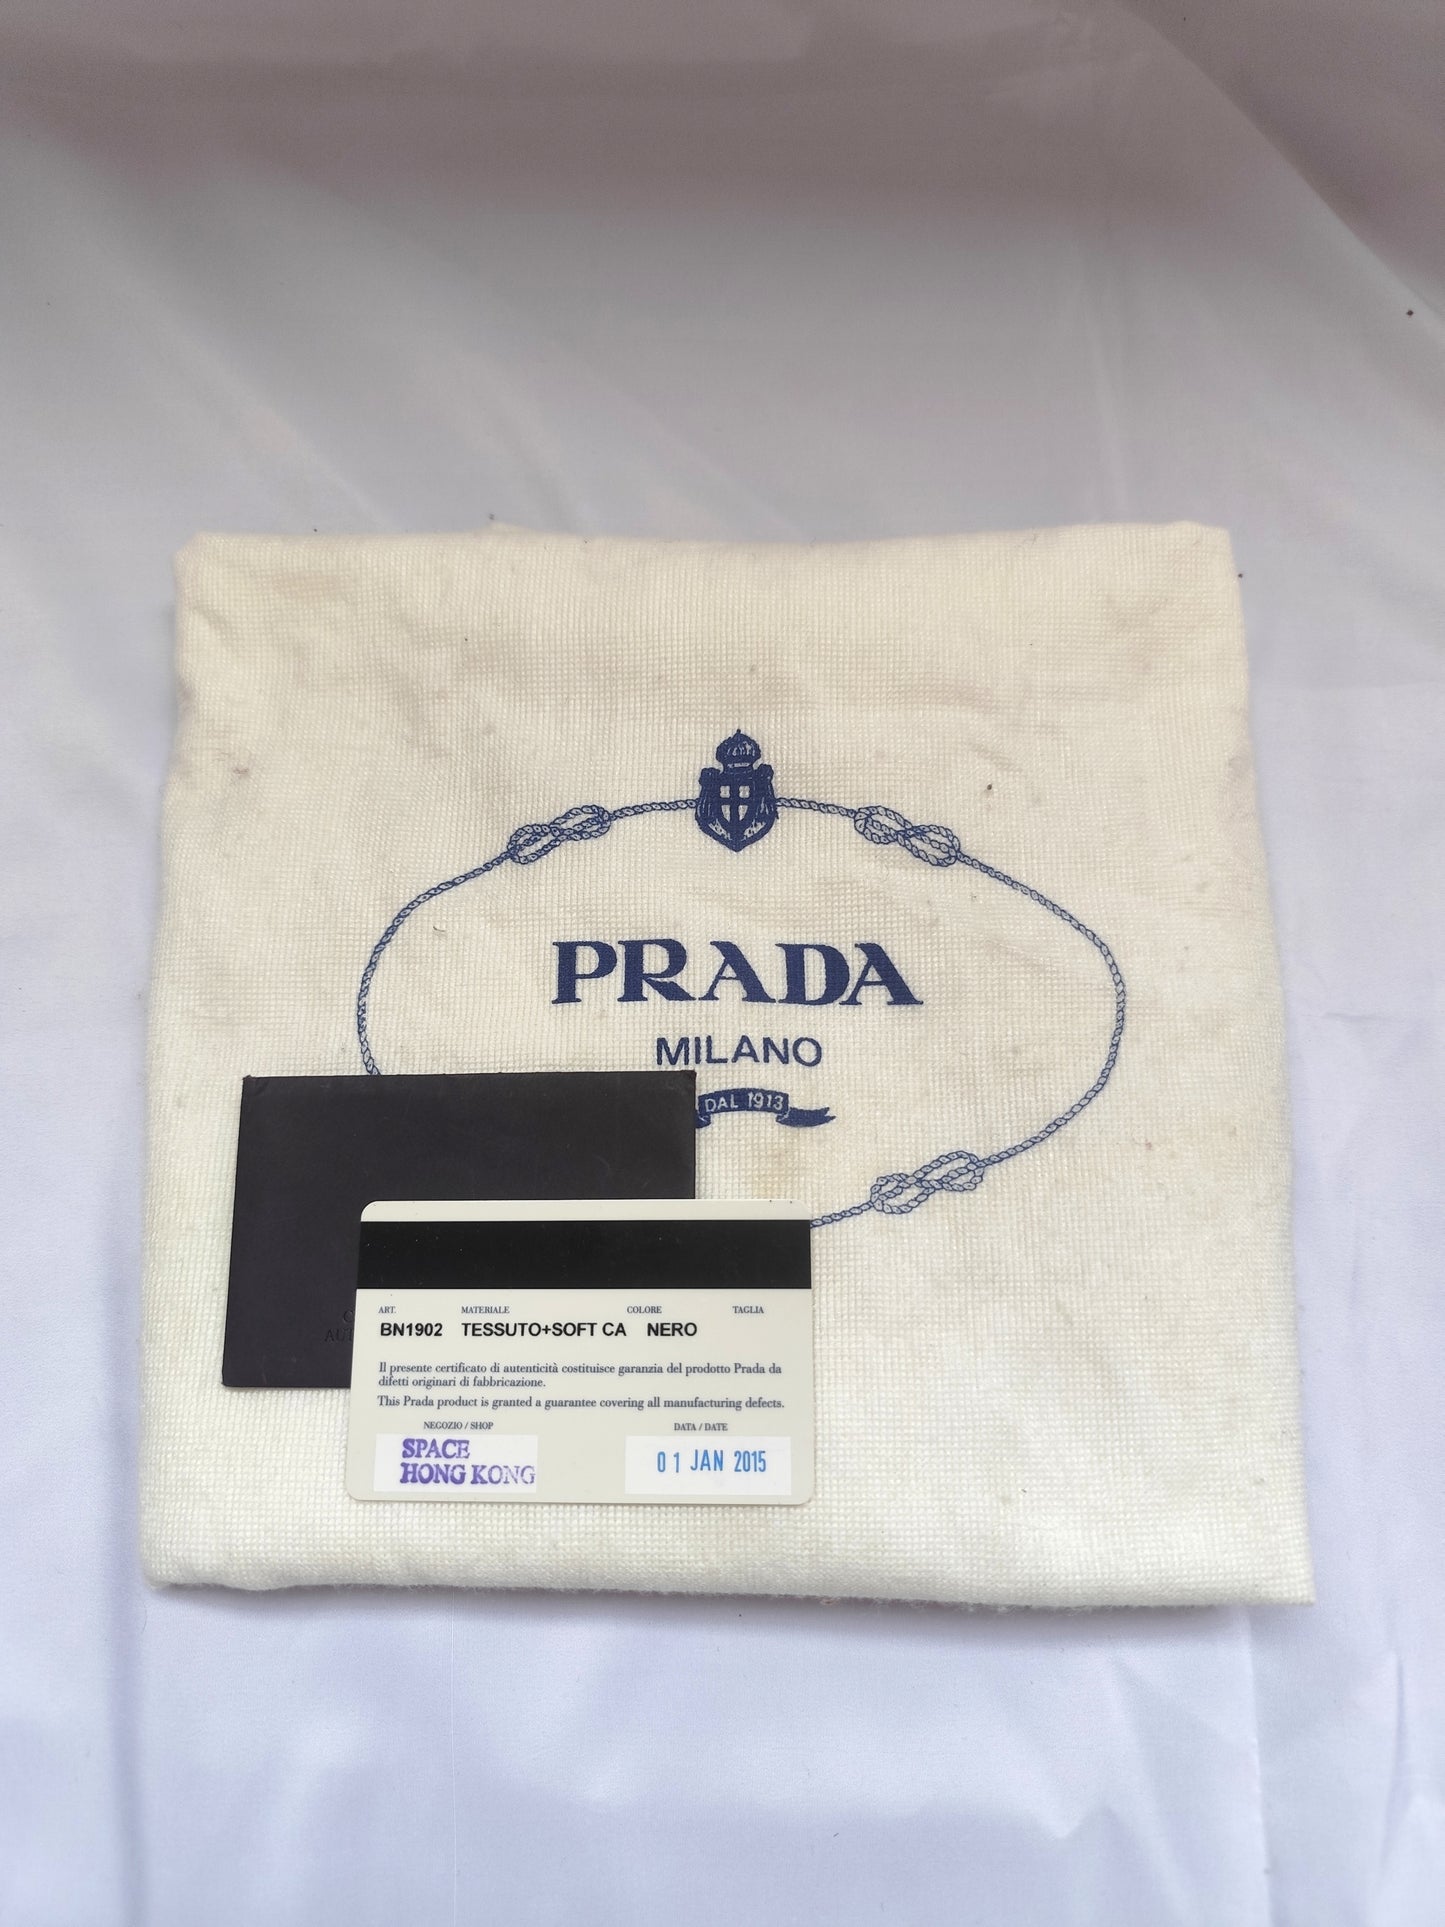 PRADA
MILANO
DAL 1913
ART. MATERIALE COLORE TAGLIA
BN1902 TESSUTO+SOFT CA NERO
Il presente certificato di autenticità costituisce garanzia del prodotto Prada da
difetti originari di fabbricazione.
This Prada product is granted a guarantee covering all manufacturing defects.
NEGOZIO / SHOP DATA / DATE
SPACE
HONG KONG
01 JAN 2015